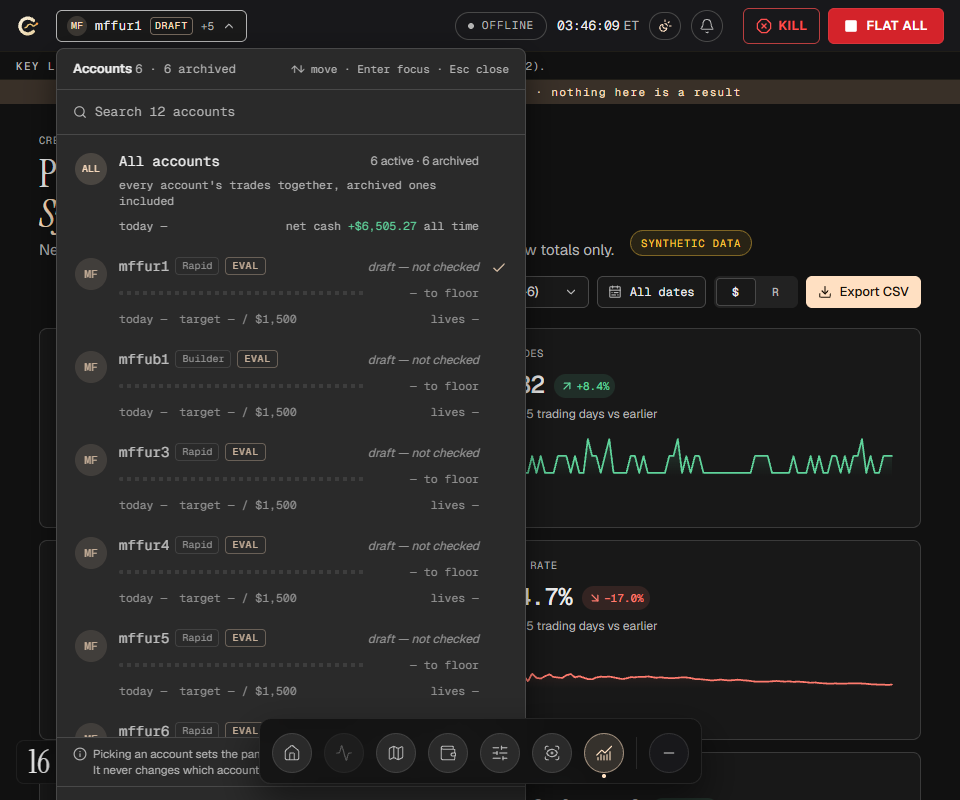 MF mffur1 DRAFT +5
OFFLINE 03:46:09 ET KILL FLAT ALL
KEY L 2).
· nothing here is a result
Accounts 6 · 6 archived move · Enter focus · Esc close
Search 12 accounts
ALL All accounts 6 active · 6 archived
every account's trades together, archived ones
included
today – net cash +$6,505.27 all time
MF mffur1 Rapid EVAL draft — not checked
– to floor
today – target – / $1,500 lives –
MF mffub1 Builder EVAL draft — not checked
– to floor
today – target – / $1,500 lives –
MF mffur3 Rapid EVAL draft — not checked
– to floor
today – target – / $1,500 lives –
MF mffur4 Rapid EVAL draft — not checked
– to floor
today – target – / $1,500 lives –
MF mffur5 Rapid EVAL draft — not checked
– to floor
today – target – / $1,500 lives –
MF mffur6 Rapid EVAL
Picking an account sets the pan
It never changes which account
CRE
P
Sy
Ne
w totals only. SYNTHETIC DATA
6) All dates $ R Export CSV
DES
32 +8.4%
5 trading days vs earlier
RATE
4.7% −17.0%
5 trading days vs earlier
16